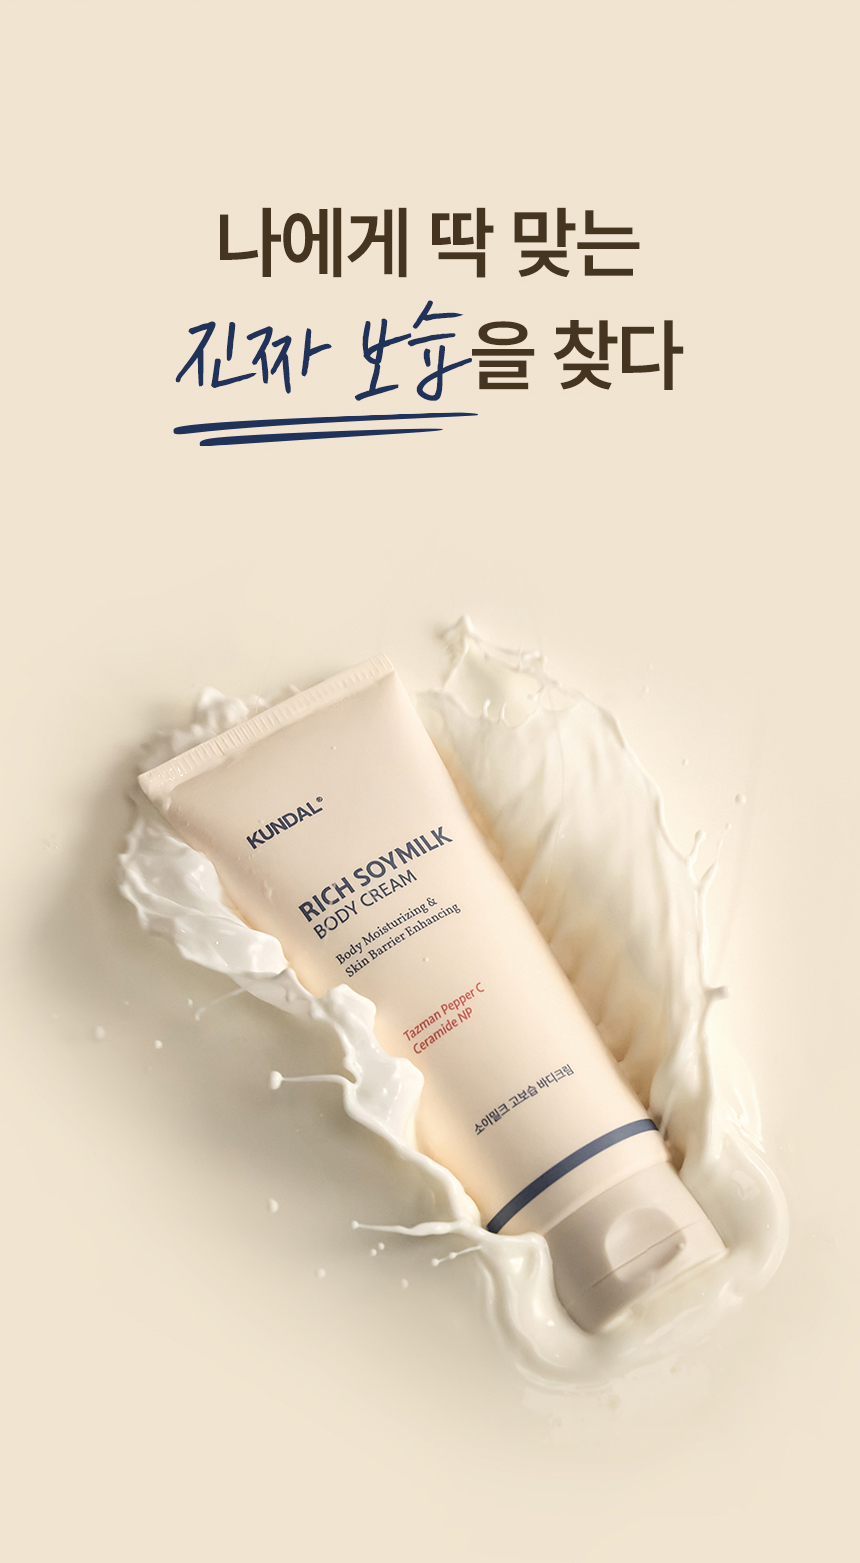 나에게 딱 맞는
진짜 보습을 찾다
KUNDAL®
RICH SOYMILK
BODY CREAM
Body Moisturizing &
Skin Barrier Enhancing
Tazman Pepper C
Ceramide NP
소이밀크 고보습 바디크림